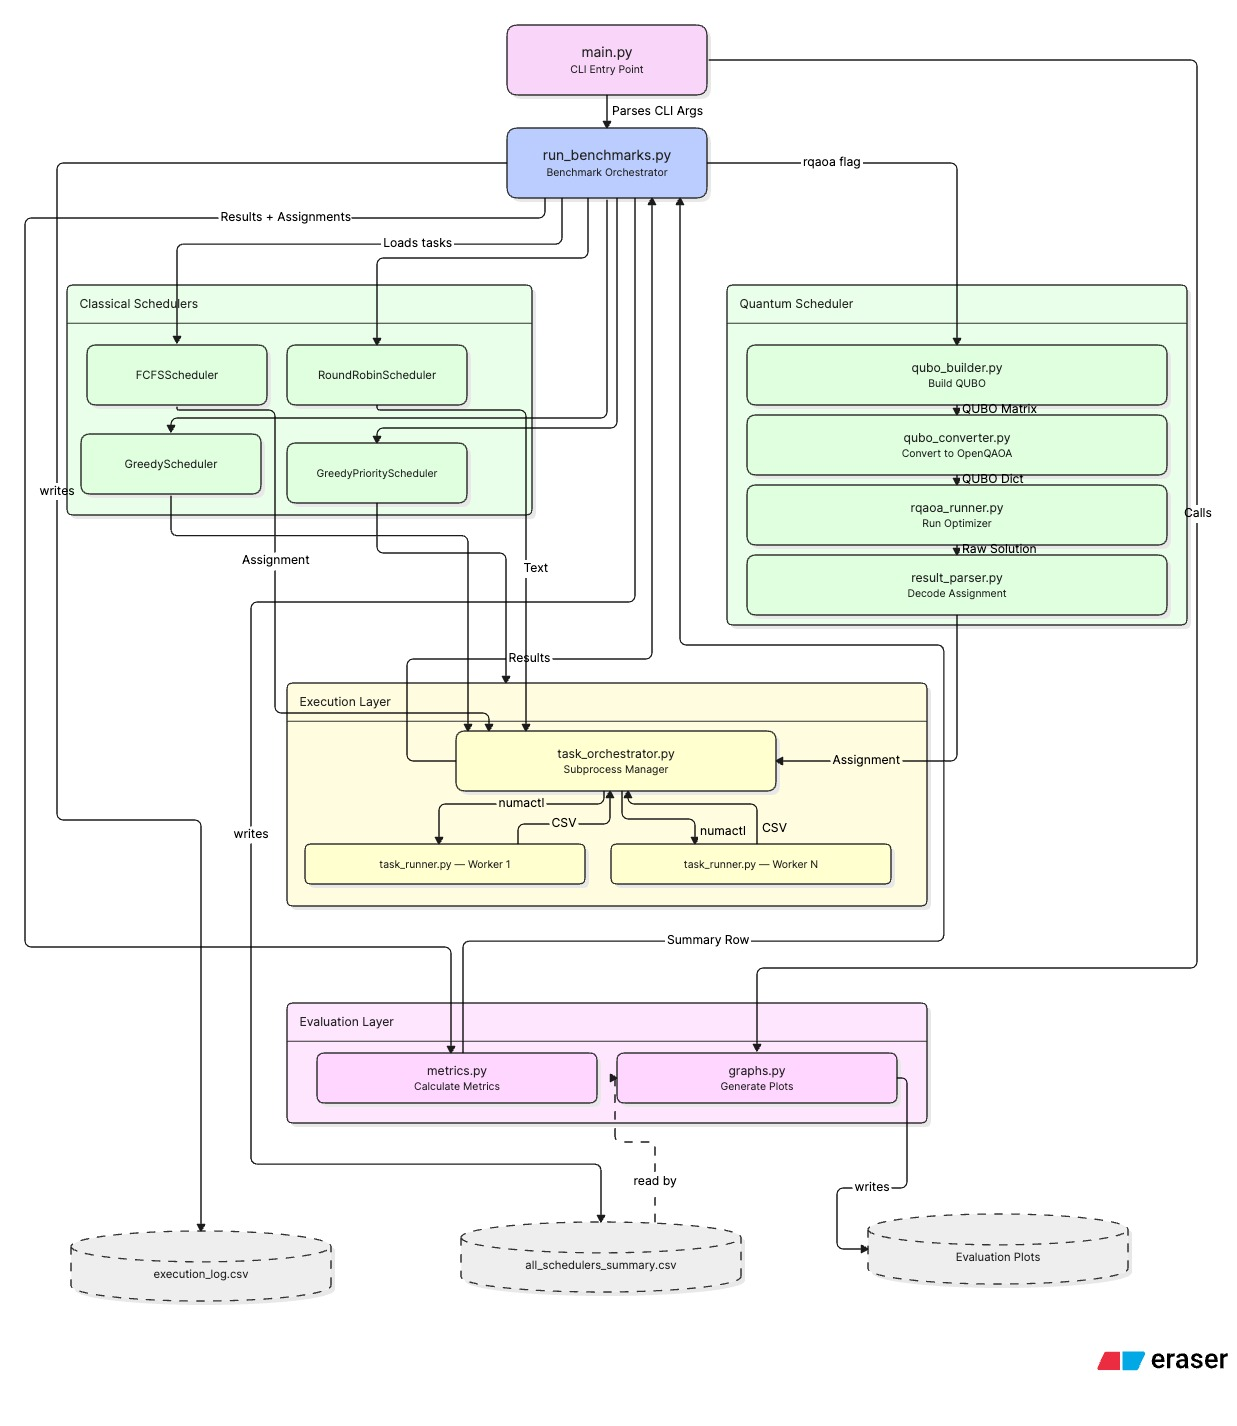 main.py
CLI Entry Point
Parses CLI Args
run_benchmarks.py
Benchmark Orchestrator
rqaoa flag
Results + Assignments
Loads tasks
Classical Schedulers
Quantum Scheduler
FCFSScheduler
RoundRobinScheduler
qubo_builder.py
Build QUBO
QUBO Matrix
qubo_converter.py
Convert to OpenQAOA
GreedyScheduler
GreedyPriorityScheduler
QUBO Dict
writes
rqaoa_runner.py
Run Optimizer
Calls
Raw Solution
Assignment
Text
result_parser.py
Decode Assignment
Results
Execution Layer
task_orchestrator.py
Subprocess Manager
Assignment
numactl
CSV
numactl
CSV
writes
task_runner.py — Worker 1
task_runner.py — Worker N
Summary Row
Evaluation Layer
metrics.py
Calculate Metrics
graphs.py
Generate Plots
read by
writes
execution_log.csv
all_schedulers_summary.csv
Evaluation Plots
eraser